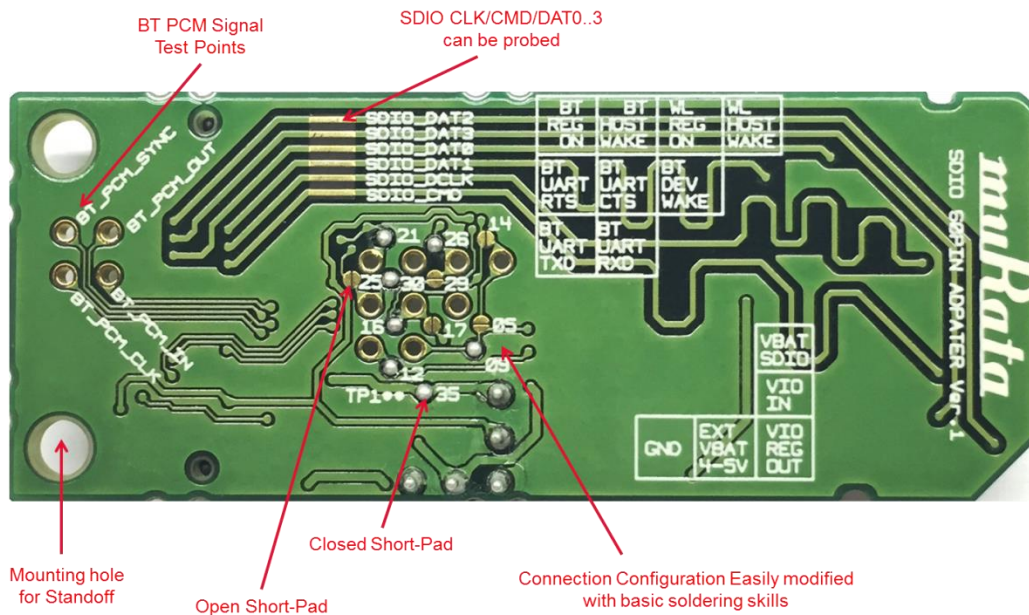 BT PCM Signal
Test Points
SDIO CLK/CMD/DAT0..3
can be probed
BT_PCM_SYNC
BT_PCM_OUT
BT_PCM_CLK
BT_PCM_IN
SDIO_DAT2
SDIO_DAT3
SDIO_DAT0
SDIO_DAT1
SDIO_DCLK
SDIO_CMD
BT REG ON
BT HOST WAKE
WL REG ON
WL HOST WAKE
BT UART RTS
BT UART CTS
BT DEV WAKE
BT UART TXD
BT UART RXD
21
26
14
25
30
29
16
17
05
12
09
TP1
35
VBAT SDIO
VIO IN
GND
EXT VBAT 4-5V
VIO REG OUT
muRata
SDIO 60PIN ADPATER Ver.1
Mounting hole
for Standoff
Open Short-Pad
Closed Short-Pad
Connection Configuration Easily modified
with basic soldering skills